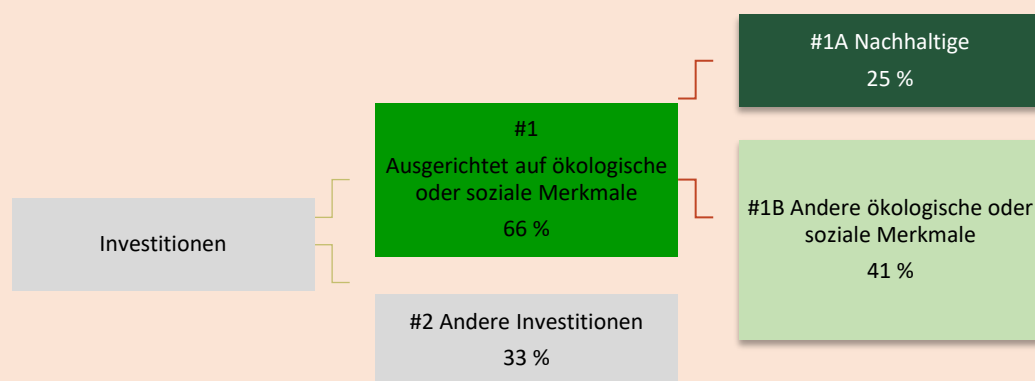 #1A Nachhaltige
25 %
#1
Ausgerichtet auf ökologische
oder soziale Merkmale
66 %
#1B Andere ökologische oder
soziale Merkmale
41 %
Investitionen
#2 Andere Investitionen
33 %